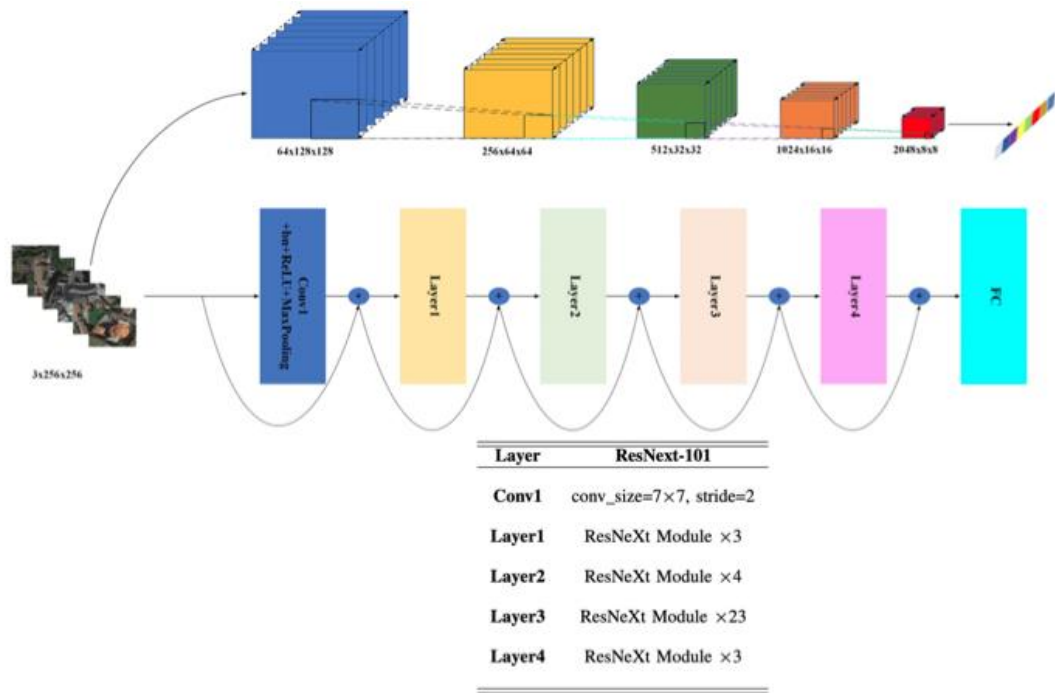 64x128x128
256x64x64
512x32x32
1024x16x16
2048x8x8
3x256x256
Conv1
+bn+ReLU+MaxPooling
+
Layer1
+
Layer2
+
Layer3
+
Layer4
+
FC
Layer ResNext-101
Conv1 conv_size=7×7, stride=2
Layer1 ResNeXt Module ×3
Layer2 ResNeXt Module ×4
Layer3 ResNeXt Module ×23
Layer4 ResNeXt Module ×3